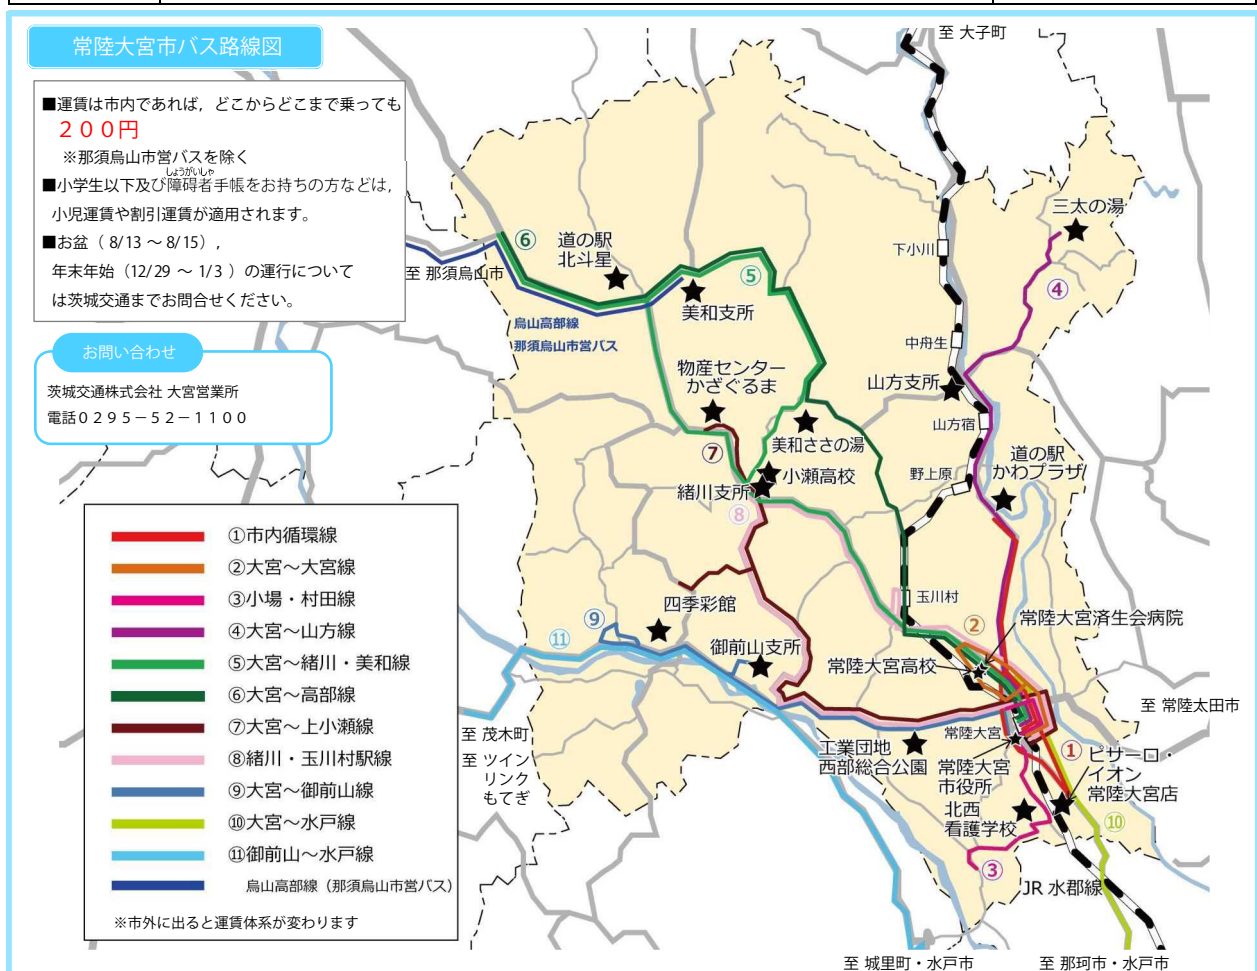 常陸大宮市バス路線図
■運賃は市内であれば，どこからどこまで乗っても
２００円
※那須烏山市営バスを除く
しょうがいしゃ
■小学生以下及び障碍者手帳をお持ちの方などは，
小児運賃や割引運賃が適用されます。
■お盆（ 8/13 ～ 8/15），
年末年始（12/29 ～ 1/3 ）の運行について
は茨城交通までお問合せください。
お問い合わせ
茨城交通株式会社 大宮営業所
電話０２９５－５２－１１００
①市内循環線
②大宮～大宮線
③小場・村田線
④大宮～山方線
⑤大宮～緒川・美和線
⑥大宮～高部線
⑦大宮～上小瀬線
⑧緒川・玉川村駅線
⑨大宮～御前山線
⑩大宮～水戸線
⑪御前山～水戸線
烏山高部線（那須烏山市営バス）
※市外に出ると運賃体系が変わります
至 大子町
三太の湯
下小川
④
⑥
道の駅
北斗星
至 那須烏山市
⑤
美和支所
烏山高部線
那須烏山市営バス
中舟生
物産センター
かざぐるま
山方支所
山方宿
美和ささの湯
⑦
小瀬高校
野上原
道の駅
かわプラザ
緒川支所
⑧
玉川村
四季彩館
⑨
⑪
②
常陸大宮済生会病院
御前山支所
常陸大宮高校
至 常陸太田市
至 茂木町
至 ツイン
リンク
もてぎ
工業団地
西部総合公園
常陸大宮
常陸大宮
市役所
①
ピサーロ・
イオン
常陸大宮店
北西
看護学校
⑩
③
JR 水郡線
至 城里町・水戸市
至 那珂市・水戸市